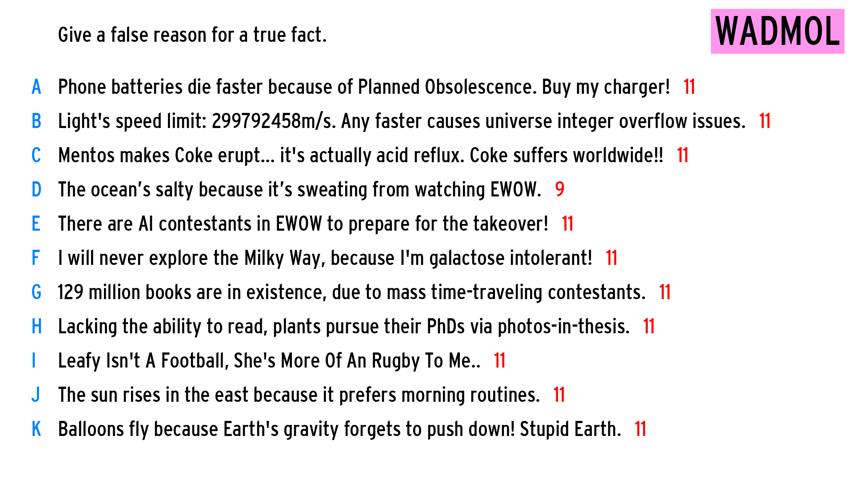 Give a false reason for a true fact.
WADMOL
A Phone batteries die faster because of Planned Obsolescence. Buy my charger! 11
B Light's speed limit: 299792458m/s. Any faster causes universe integer overflow issues. 11
C Mentos makes Coke erupt... it's actually acid reflux. Coke suffers worldwide!! 11
D The ocean’s salty because it’s sweating from watching EWOW. 9
E There are AI contestants in EWOW to prepare for the takeover! 11
F I will never explore the Milky Way, because I'm galactose intolerant! 11
G 129 million books are in existence, due to mass time-traveling contestants. 11
H Lacking the ability to read, plants pursue their PhDs via photos-in-thesis. 11
I Leafy Isn't A Football, She's More Of An Rugby To Me.. 11
J The sun rises in the east because it prefers morning routines. 11
K Balloons fly because Earth's gravity forgets to push down! Stupid Earth. 11